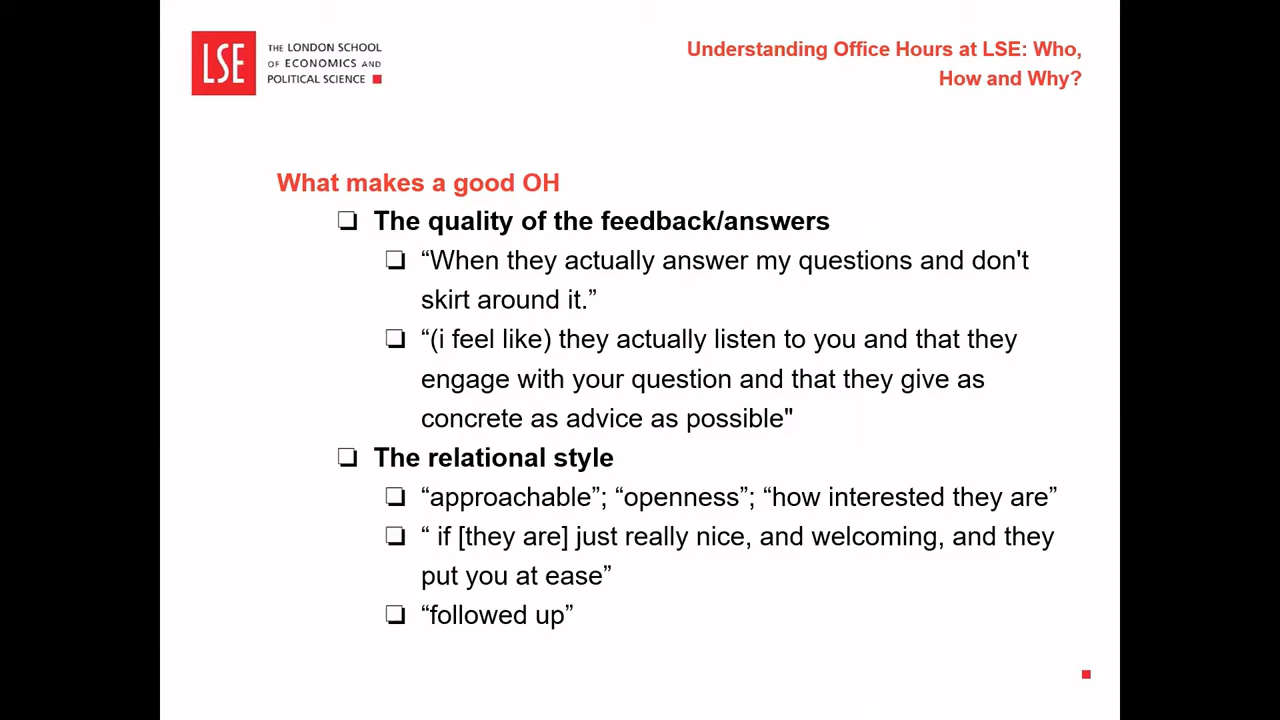 LSE
THE LONDON SCHOOL
OF ECONOMICS AND
POLITICAL SCIENCE
Understanding Office Hours at LSE: Who,
How and Why?
What makes a good OH
The quality of the feedback/answers
“When they actually answer my questions and don't
skirt around it.”
“(i feel like) they actually listen to you and that they
engage with your question and that they give as
concrete as advice as possible"
The relational style
“approachable”; “openness”; “how interested they are”
“ if [they are] just really nice, and welcoming, and they
put you at ease”
“followed up”